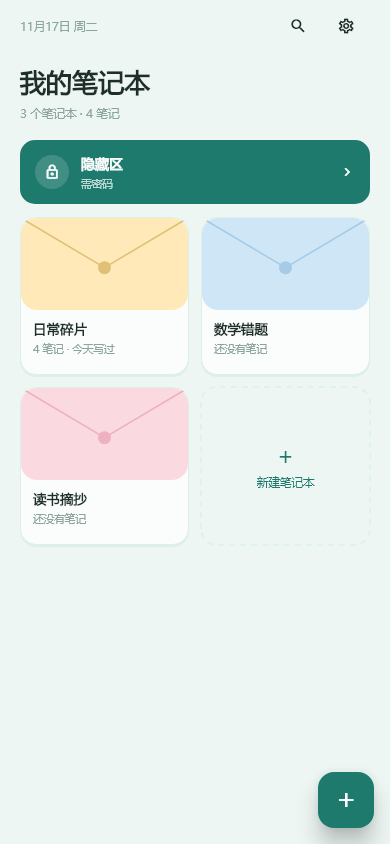 11月17日 周二
我的笔记本
3 个笔记本 · 4 笔记
隐藏区
需密码
日常碎片
4 笔记 · 今天写过
数学错题
还没有笔记
读书摘抄
还没有笔记
新建笔记本